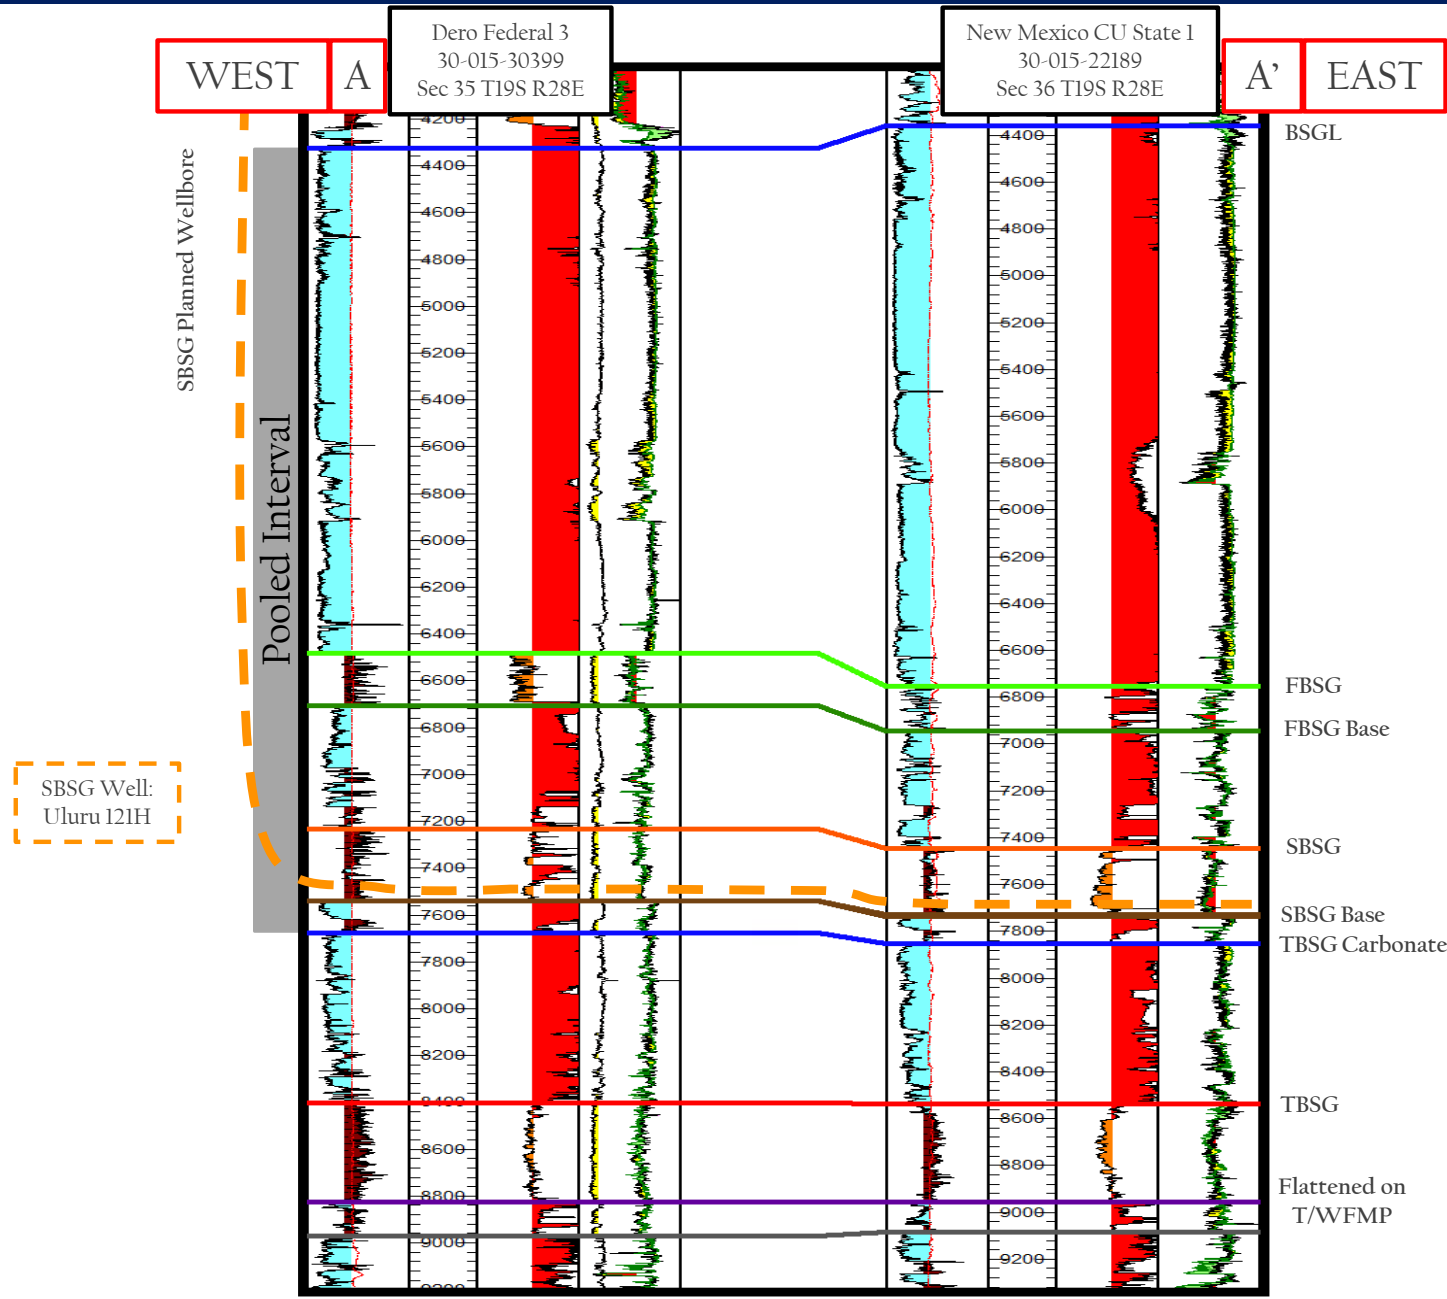 WEST
A
Dero Federal 3
30-015-30399
Sec 35 T19S R28E
New Mexico CU State 1
30-015-22189
Sec 36 T19S R28E
A'
EAST
SBSG Planned Wellbore
Pooled Interval
SBSG Well:
Uluru 121H
4200
4400
4600
4800
5000
5200
5400
5600
5800
6000
6200
6400
6600
6800
7000
7200
7400
7600
7800
8000
8200
8400
8600
8800
9000
9200
4400
4600
4800
5000
5200
5400
5600
5800
6000
6200
6400
6600
6800
7000
7200
7400
7600
7800
8000
8200
8400
8600
8800
9000
9200
BSGL
FBSG
FBSG Base
SBSG
SBSG Base
TBSG Carbonate
TBSG
Flattened on
T/WFMP